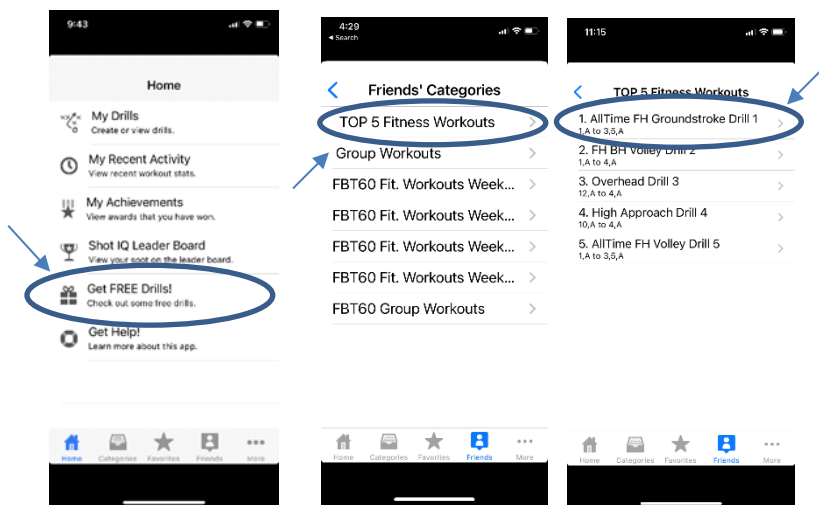 9:43
Home
My Drills
Create or view drills.
My Recent Activity
View recent workout stats.
My Achievements
View awards that you have won.
Shot IQ Leader Board
View your spot on the leader board.
Get FREE Drills!
Check out some free drills.
Get Help!
Learn more about this app.
Home Categories Favorites Friends More
4:29
Search
Friends' Categories
TOP 5 Fitness Workouts
Group Workouts
FBT60 Fit. Workouts Week...
FBT60 Fit. Workouts Week...
FBT60 Fit. Workouts Week...
FBT60 Fit. Workouts Week...
FBT60 Group Workouts
Home Categories Favorites Friends More
11:15
TOP 5 Fitness Workouts
1. AllTime FH Groundstroke Drill 1
1,A to 3,5,A
2. FH BH Volley Drill 2
1,A to 4,A
3. Overhead Drill 3
12,A to 4,A
4. High Approach Drill 4
10,A to 4,A
5. AllTime FH Volley Drill 5
1,A to 3,5,A
Home Categories Favorites Friends More